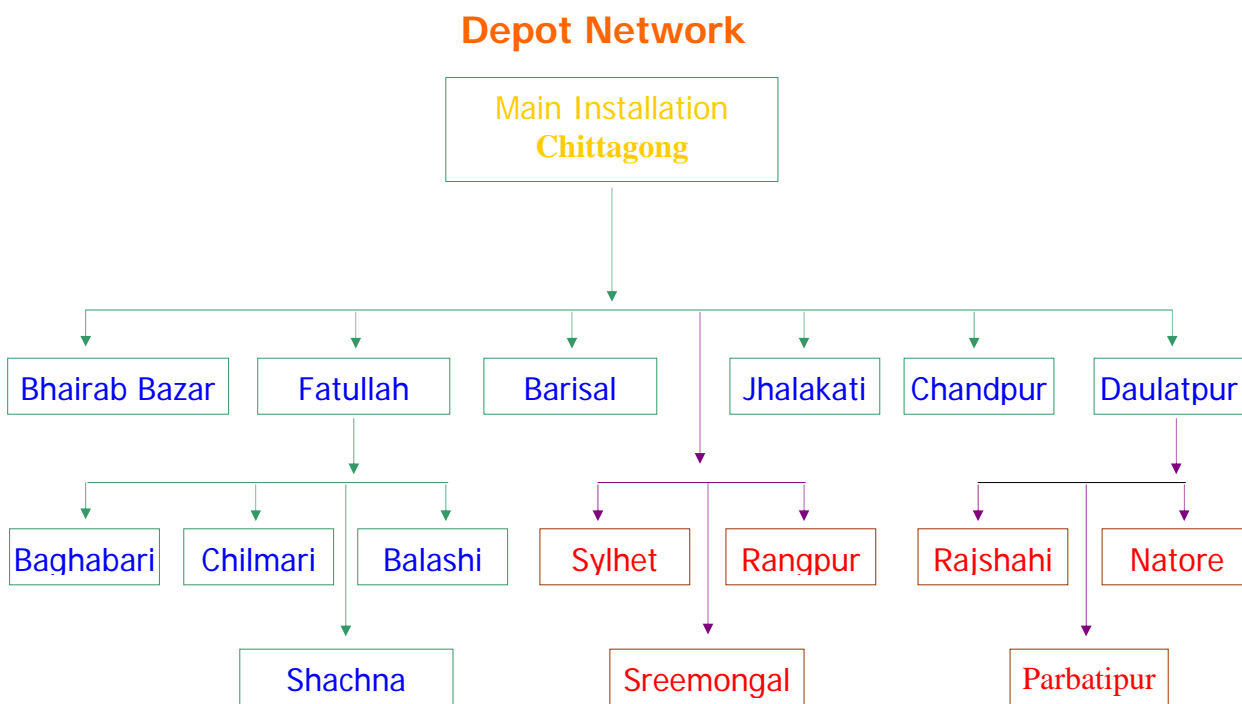 Depot Network
Main Installation
Chittagong
Bhairab Bazar
Fatullah
Barisal
Jhalakati
Chandpur
Daulatpur
Baghabari
Chilmari
Balashi
Sylhet
Rangpur
Rajshahi
Natore
Shachna
Sreemongal
Parbatipur